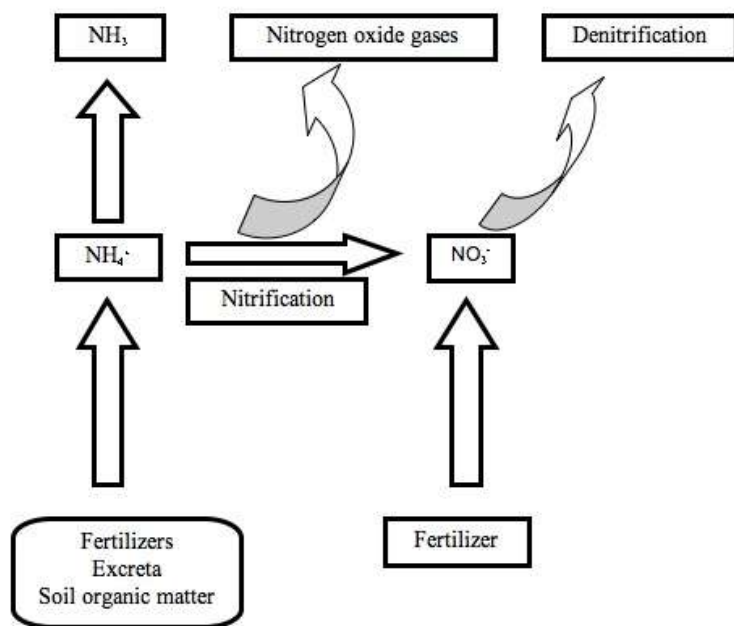 NH₃
Nitrogen oxide gases
Denitrification
NH₄⁺
NO₃⁻
Nitrification
Fertilizers
Excreta
Soil organic matter
Fertilizer